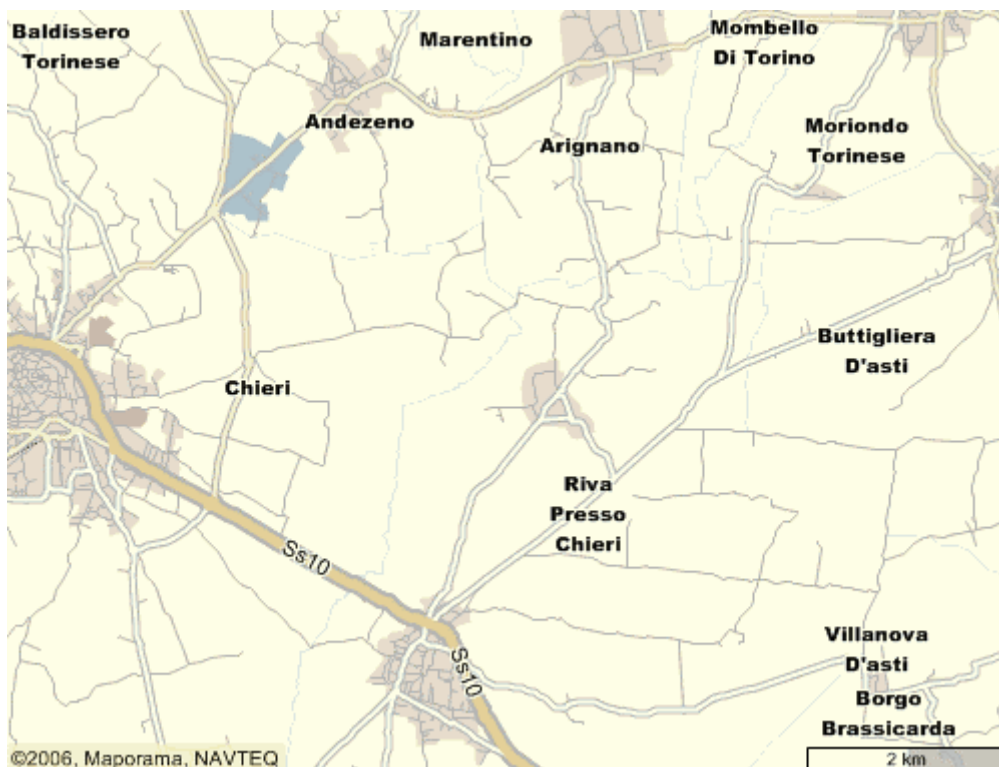 Baldissero
Torinese
Marentino
Mombello
Di Torino
Andezeno
Arignano
Moriondo
Torinese
Buttigliera
D'asti
Chieri
Riva
Presso
Chieri
Ss10
Ss10
Villanova
D'asti
Borgo
Brassicarda
©2006, Maporama, NAVTEQ
2 km